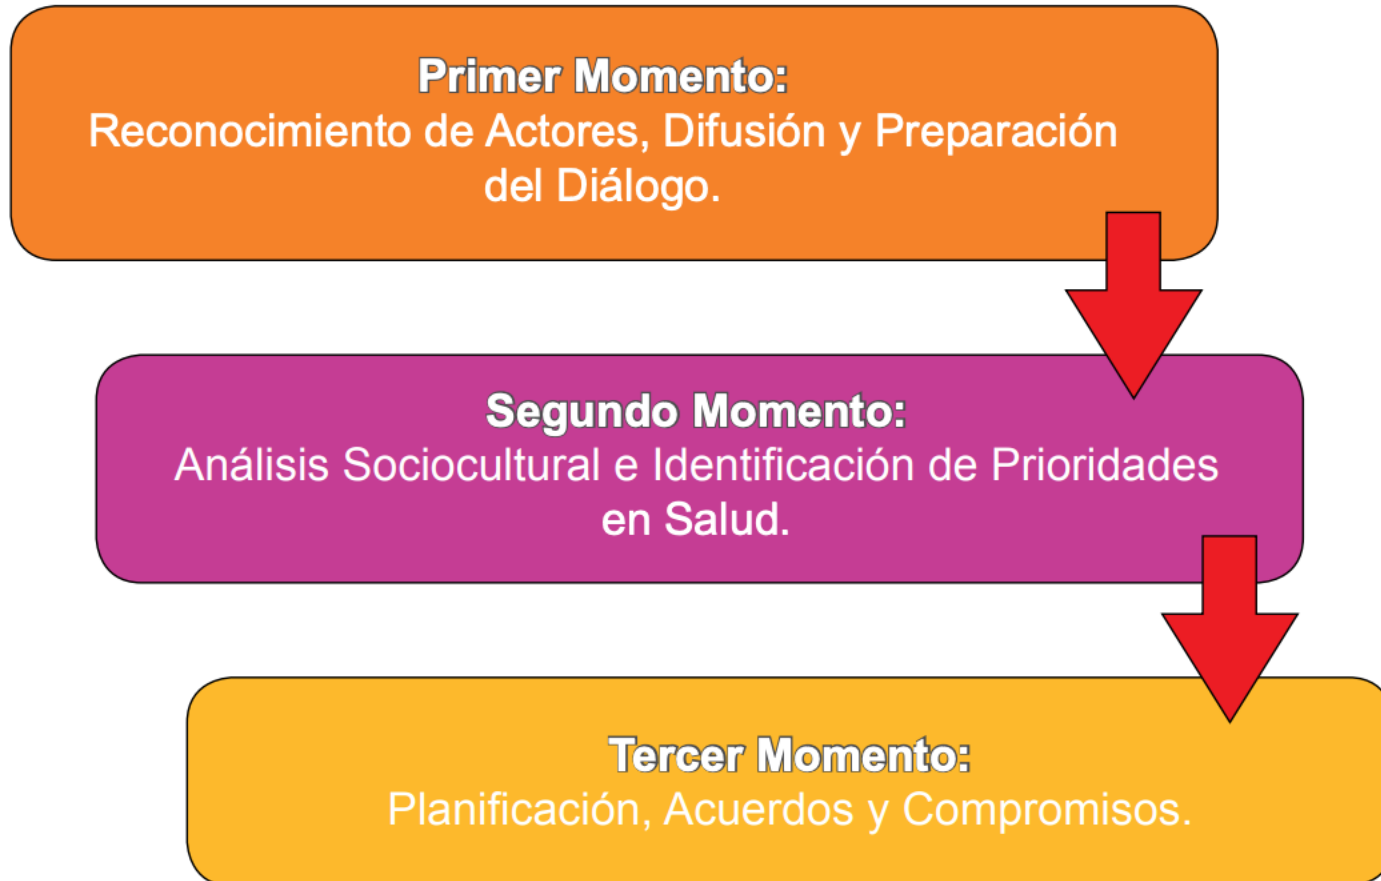 Primer Momento:
Reconocimiento de Actores, Difusión y Preparación
del Diálogo.
Segundo Momento:
Análisis Sociocultural e Identificación de Prioridades
en Salud.
Tercer Momento:
Planificación, Acuerdos y Compromisos.